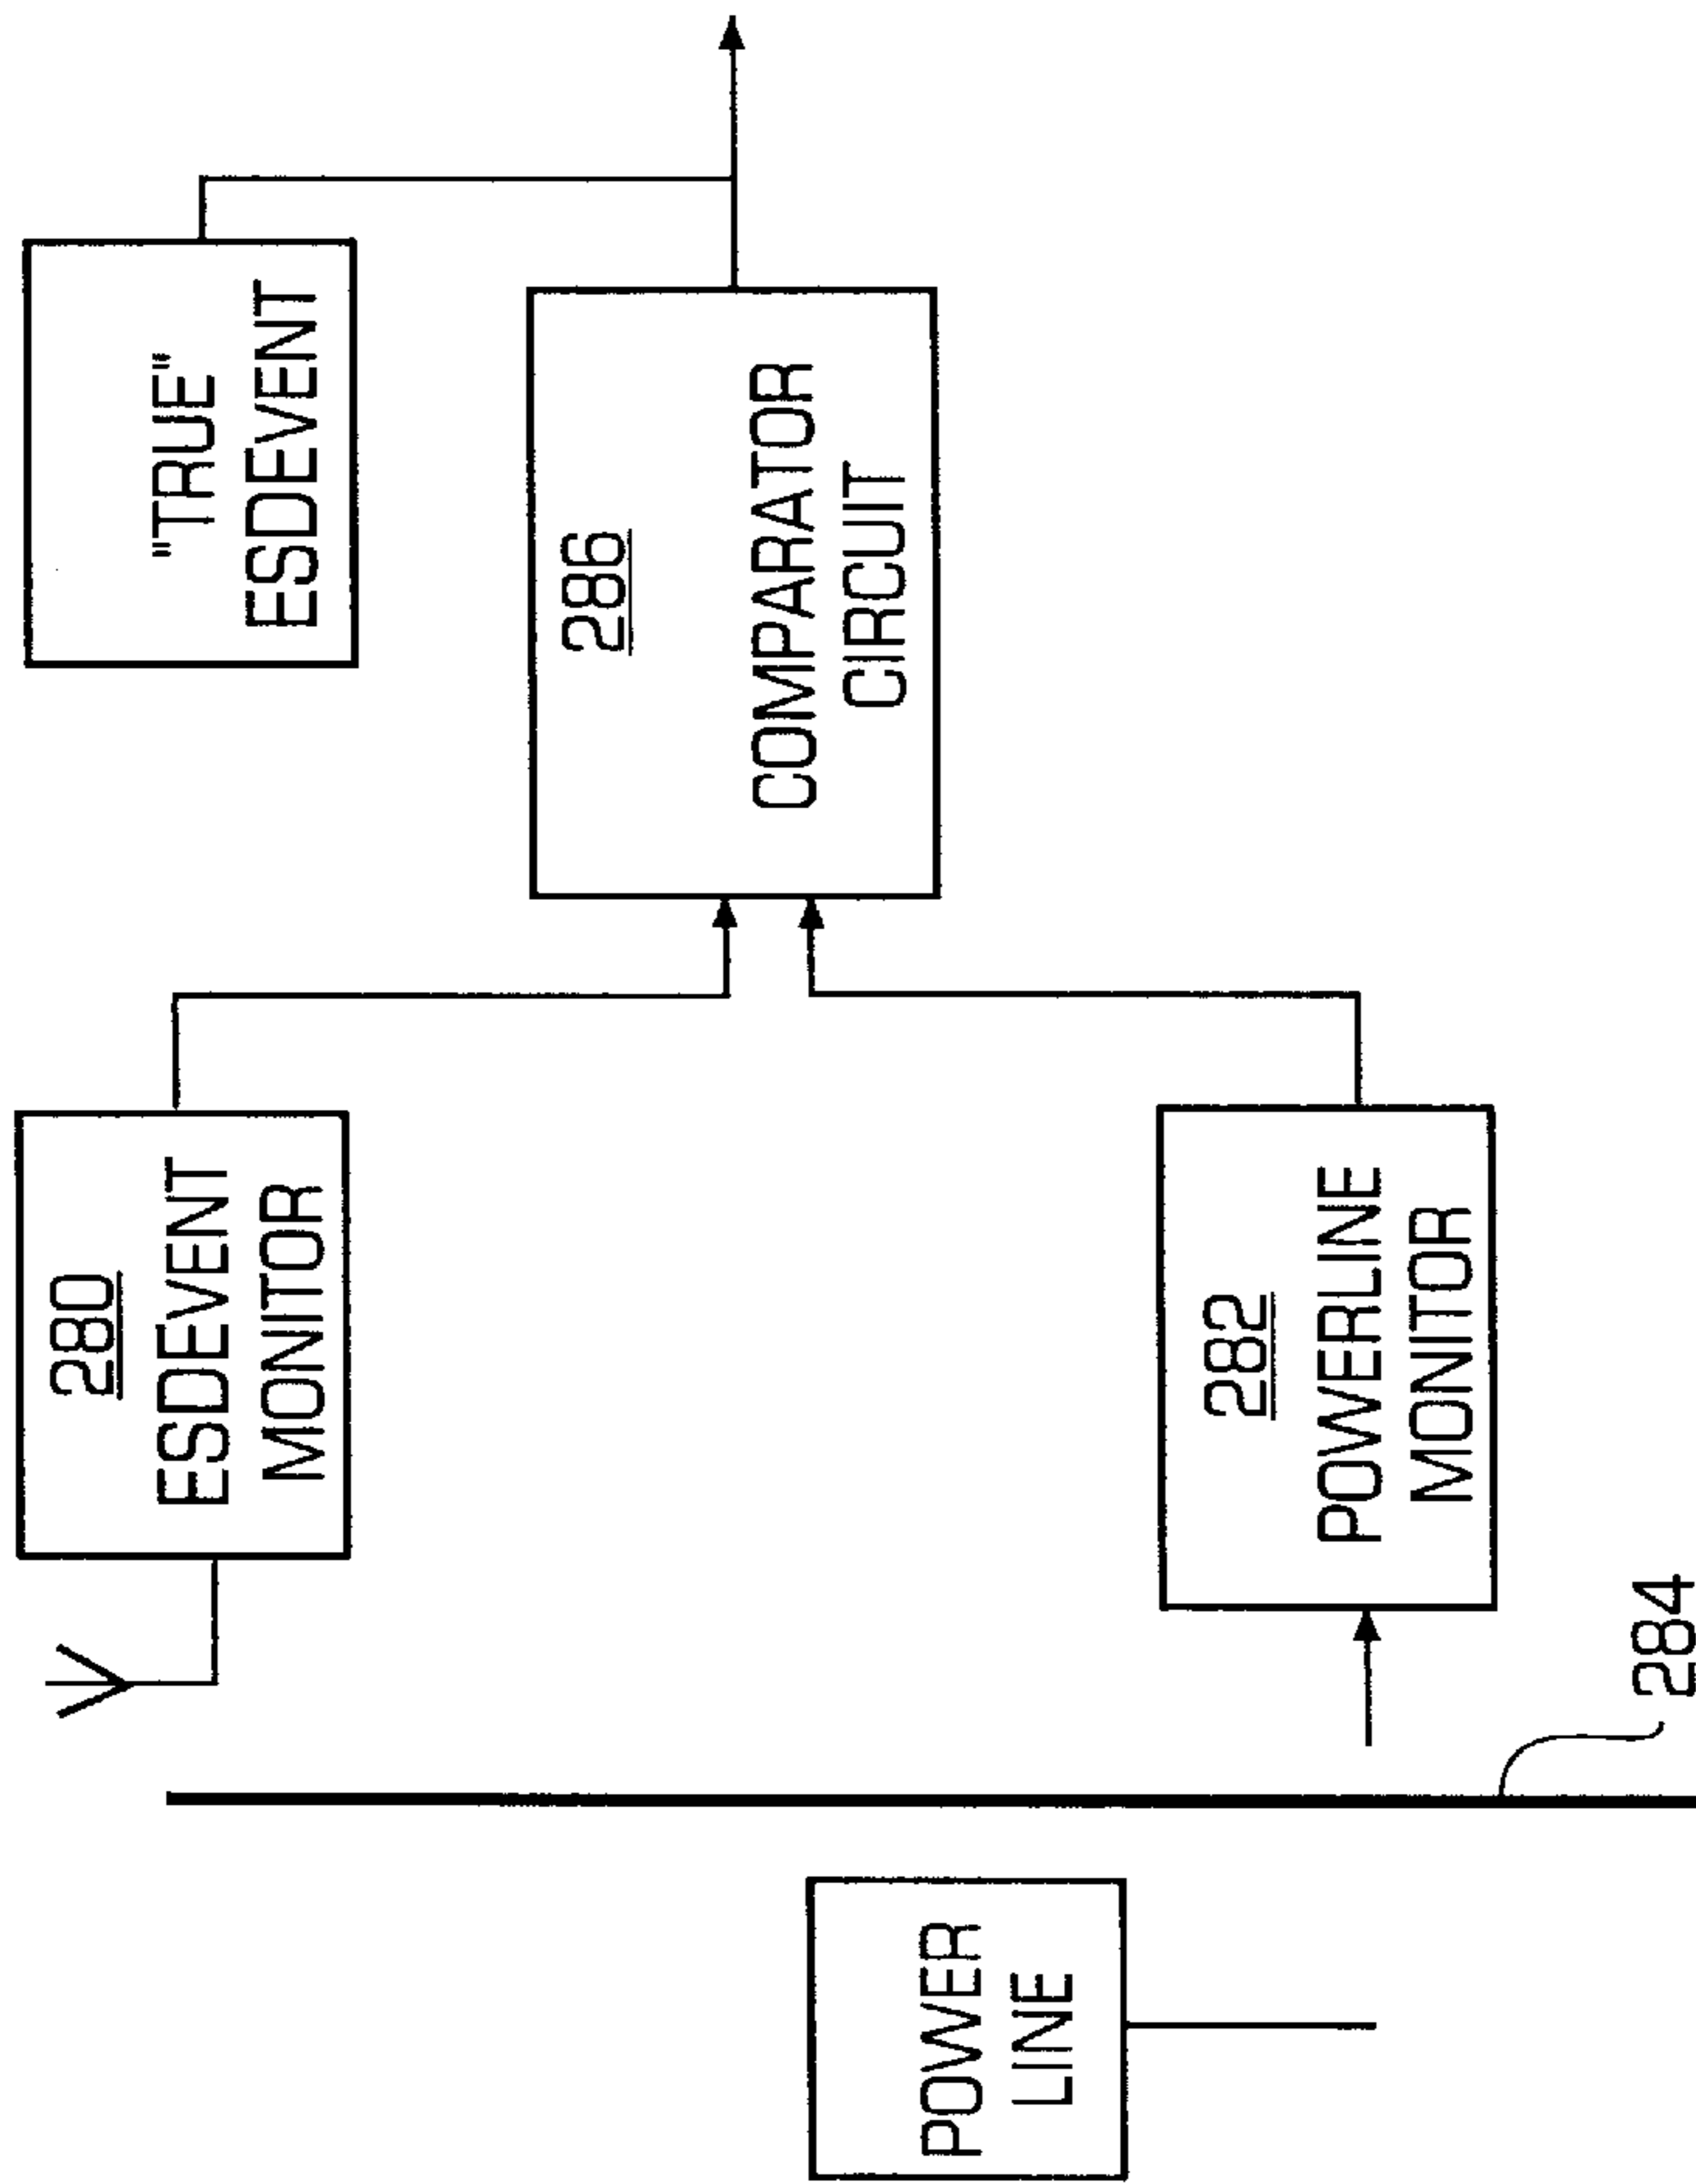 "TRUE"
ESDEVENT
286
COMPARATOR
CIRCUIT
280
ESDEVENT
MONITOR
282
POWERLINE
MONITOR
284
POWER
LINE